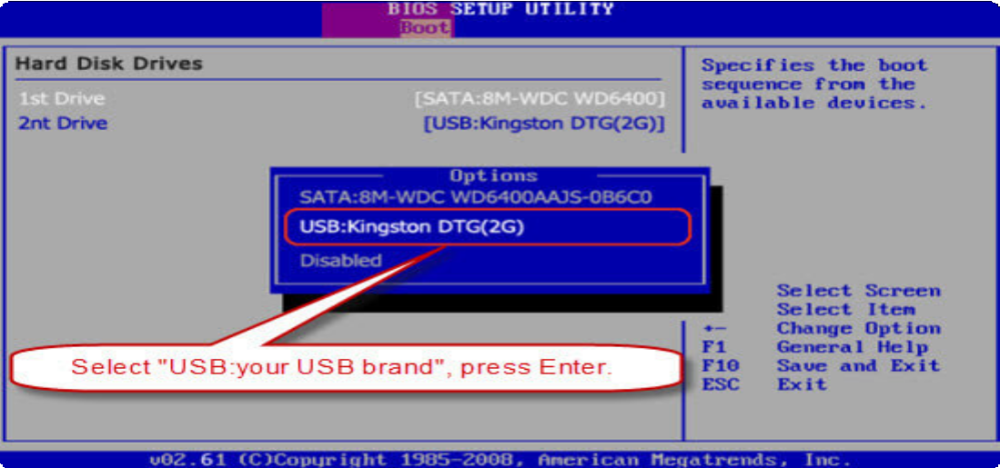 BIOS SETUP UTILITY
Boot
Hard Disk Drives
1st Drive [SATA:8M-WDC WD6400]
2nt Drive [USB:Kingston DTG(2G)]
Specifies the boot
sequence from the
available devices.
Options
SATA:8M-WDC WD6400AAJS-0B6C0
USB:Kingston DTG(2G)
Disabled
Select "USB:your USB brand", press Enter.
Select Screen
Select Item
+- Change Option
F1 General Help
F10 Save and Exit
ESC Exit
v02.61 (C)Copyright 1985-2008, American Megatrends, Inc.